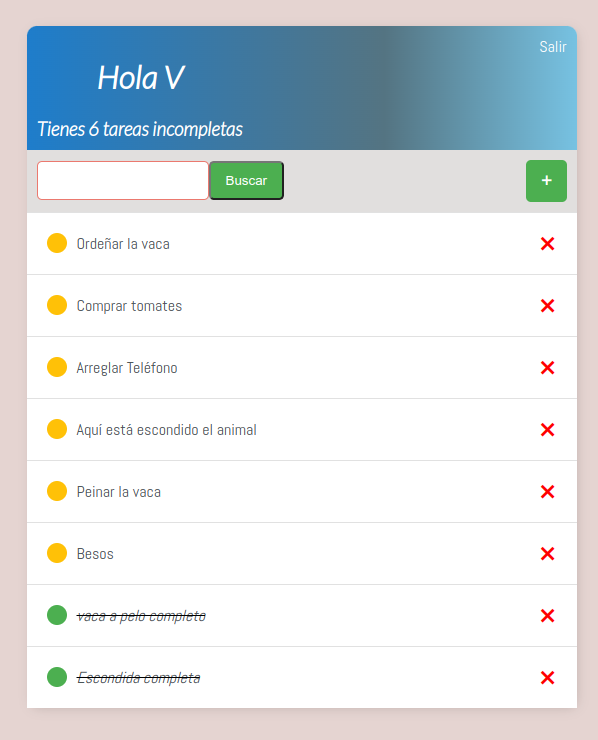 Salir
Hola V
Tienes 6 tareas incompletas
Buscar
+
Ordeñar la vaca
Comprar tomates
Arreglar Teléfono
Aquí está escondido el animal
Peinar la vaca
Besos
vaca a pelo completo
Escondida completa